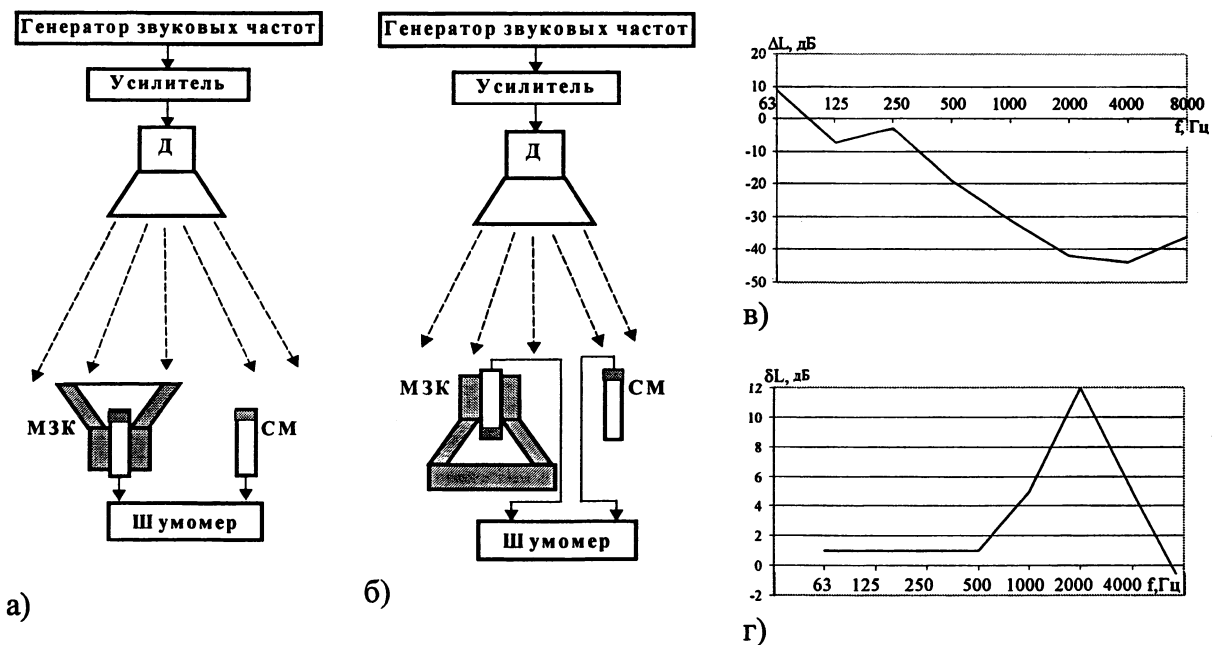 Генератор звуковых частот
Усилитель
Д
МЗК
СМ
Шумомер
а)
Генератор звуковых частот
Усилитель
Д
МЗК
СМ
Шумомер
б)
ΔL, дБ
20
10
63 125 250 500 1000 2000 4000 8000
0
f, Гц
-10
-20
-30
-40
-50
в)
δL, дБ
12
10
8
6
4
2
0
63 125 250 500 1000 2000 4000 f,Гц
-2
г)